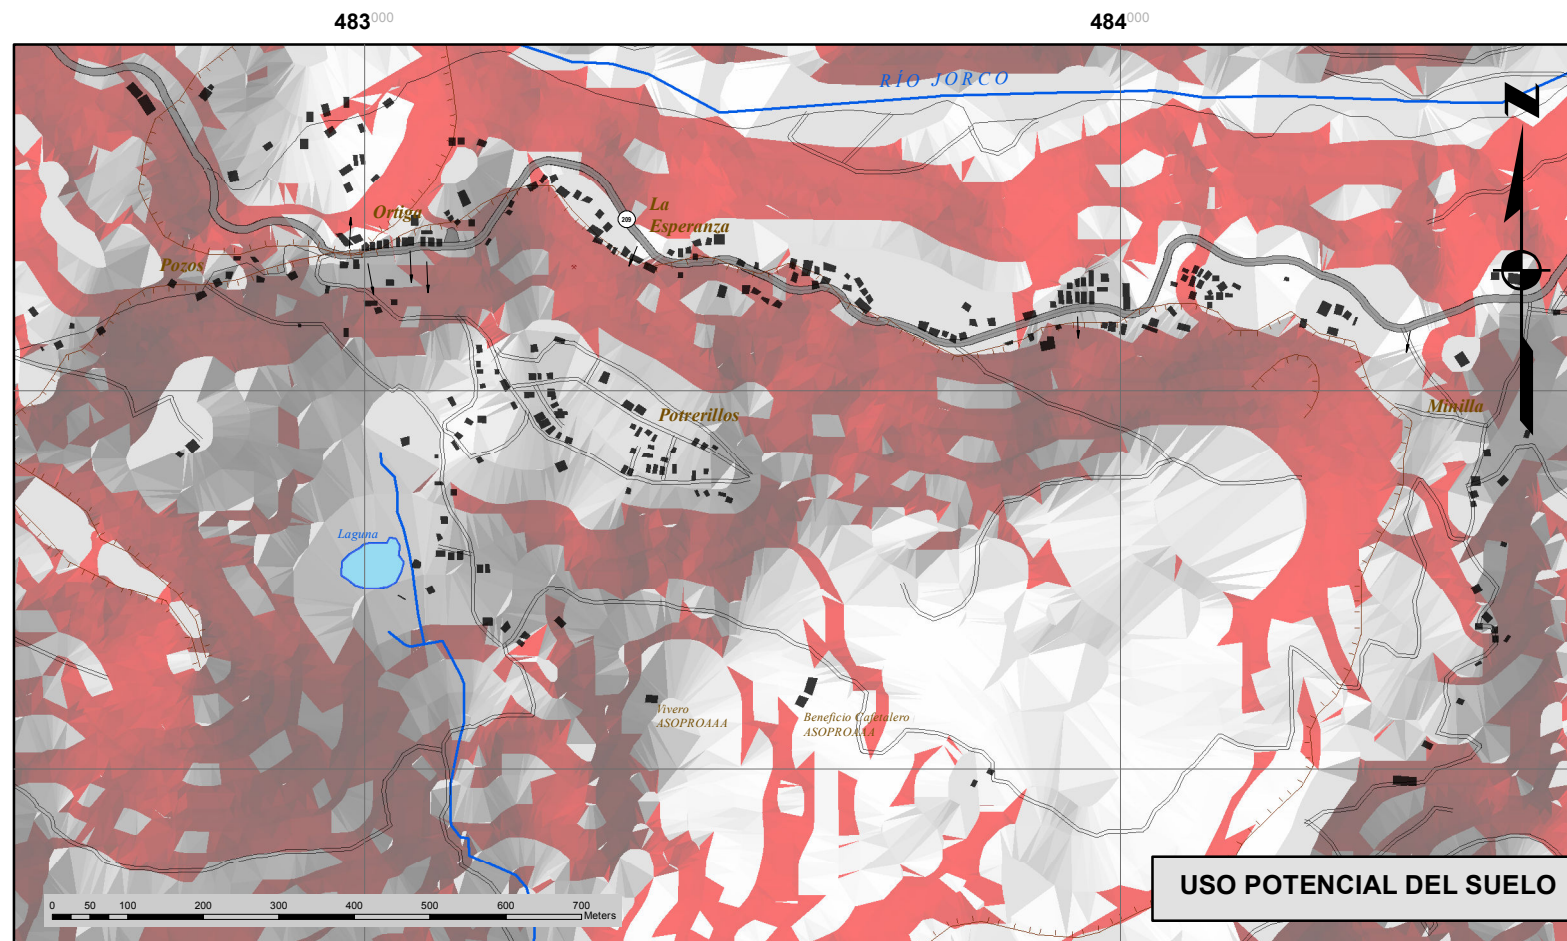 483000
484000
RÍO JORCO
N
La
Esperanza
Ortiga
209
Pozos
Potrerillos
Minilla
Laguna
Vivero
ASOPROAAA
Beneficio Cafetalero
ASOPROAAA
USO POTENCIAL DEL SUELO
0 50 100 200 300 400 500 600 700
Meters